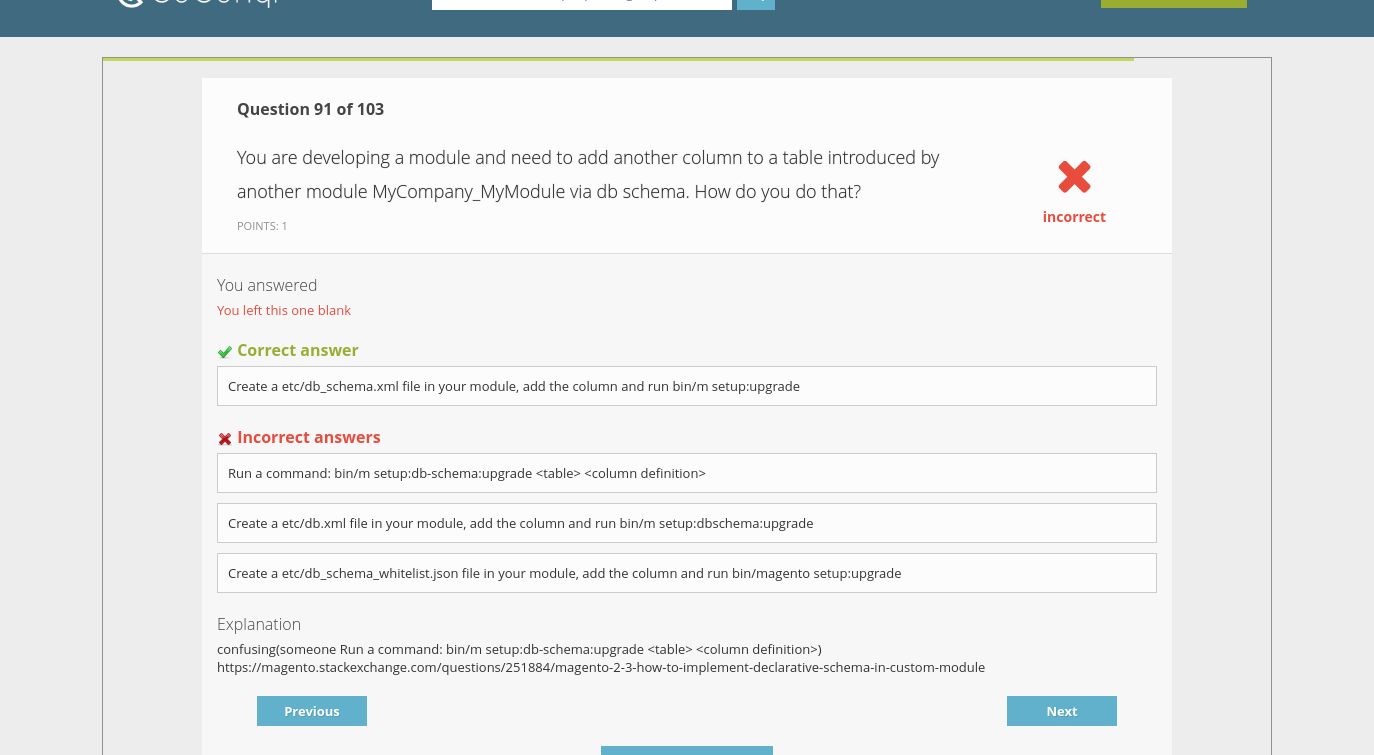 Question 91 of 103
You are developing a module and need to add another column to a table introduced by
another module MyCompany_MyModule via db schema. How do you do that?
POINTS: 1
incorrect
You answered
You left this one blank
Correct answer
Create a etc/db_schema.xml file in your module, add the column and run bin/m setup:upgrade
Incorrect answers
Run a command: bin/m setup:db-schema:upgrade <table> <column definition>
Create a etc/db.xml file in your module, add the column and run bin/m setup:dbschema:upgrade
Create a etc/db_schema_whitelist.json file in your module, add the column and run bin/magento setup:upgrade
Explanation
confusing(someone Run a command: bin/m setup:db-schema:upgrade <table> <column definition>)
https://magento.stackexchange.com/questions/251884/magento-2-3-how-to-implement-declarative-schema-in-custom-module
Previous
Next